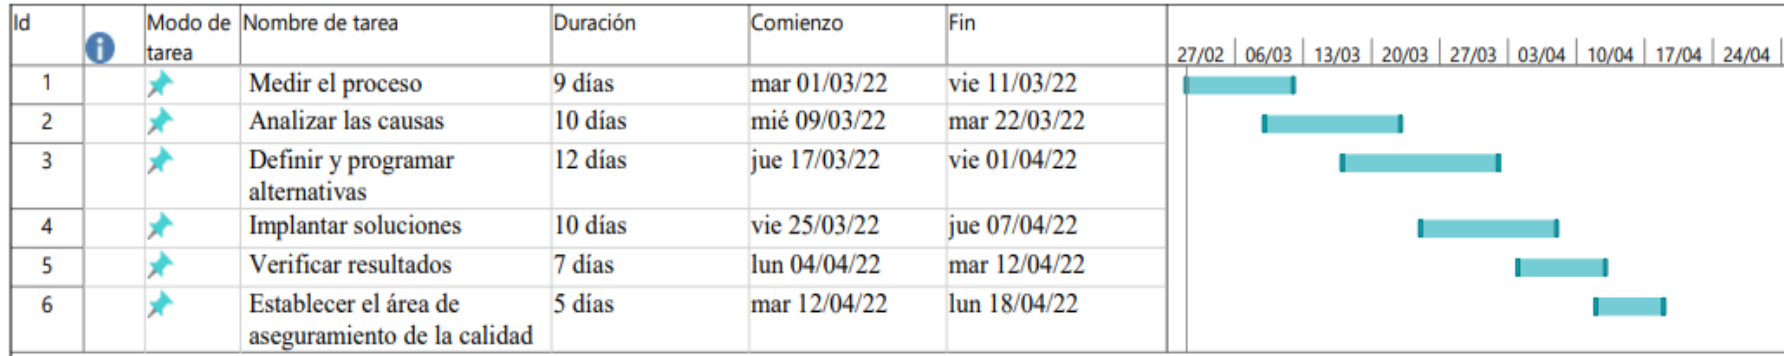 Id Modo de Nombre de tarea Duración Comienzo Fin
tarea
27/02 06/03 13/03 20/03 27/03 03/04 10/04 17/04 24/04
1 Medir el proceso 9 días mar 01/03/22 vie 11/03/22
2 Analizar las causas 10 días mié 09/03/22 mar 22/03/22
3 Definir y programar 12 días jue 17/03/22 vie 01/04/22
alternativas
4 Implantar soluciones 10 días vie 25/03/22 jue 07/04/22
5 Verificar resultados 7 días lun 04/04/22 mar 12/04/22
6 Establecer el área de 5 días mar 12/04/22 lun 18/04/22
aseguramiento de la calidad